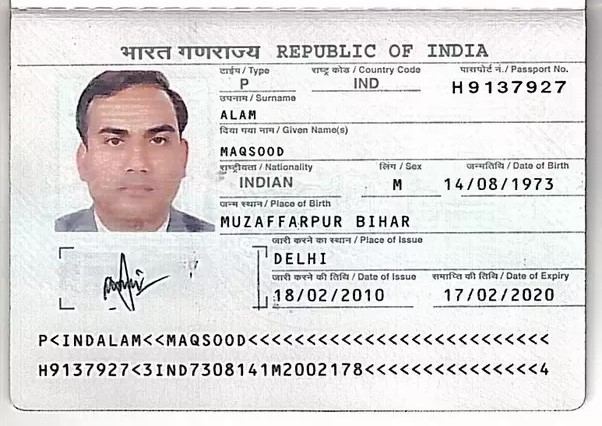 भारत गणराज्य REPUBLIC OF INDIA
टाईप / Type राष्ट्र कोड / Country Code पासपोर्ट नं. / Passport No.
P IND H9137927
उपनाम / Surname
ALAM
दिया गया नाम / Given Name(s)
MAQSOOD
राष्ट्रीयता / Nationality लिंग / Sex जन्मतिथि / Date of Birth
INDIAN M 14/08/1973
जन्म स्थान / Place of Birth
MUZAFFARPUR BIHAR
जारी करने का स्थान / Place of Issue
DELHI
जारी करने की तिथि / Date of Issue समाप्ति की तिथि / Date of Expiry
18/02/2010 17/02/2020
P<INDALAM<<MAQSOOD<<<<<<<<<<<<<<<<<<<<<<<<<<
H9137927<3IND7308141M2002178<<<<<<<<<<<<<<4